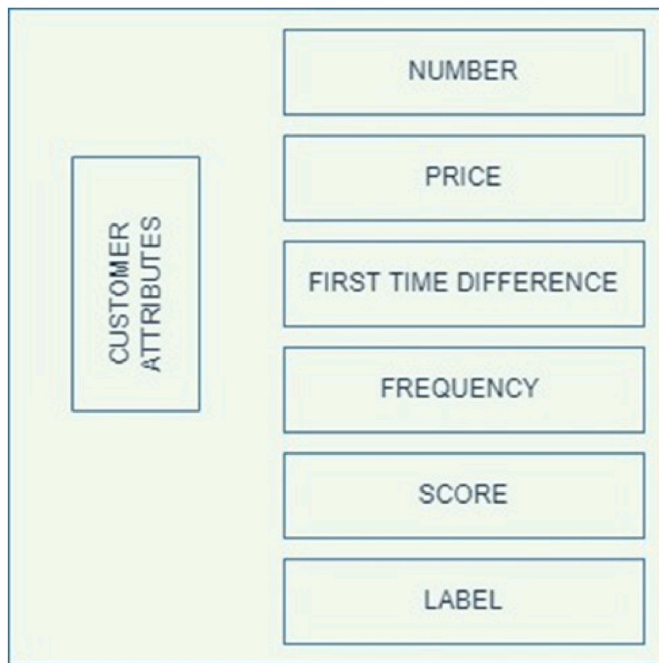 CUSTOMER
ATTRIBUTES
NUMBER
PRICE
FIRST TIME DIFFERENCE
FREQUENCY
SCORE
LABEL